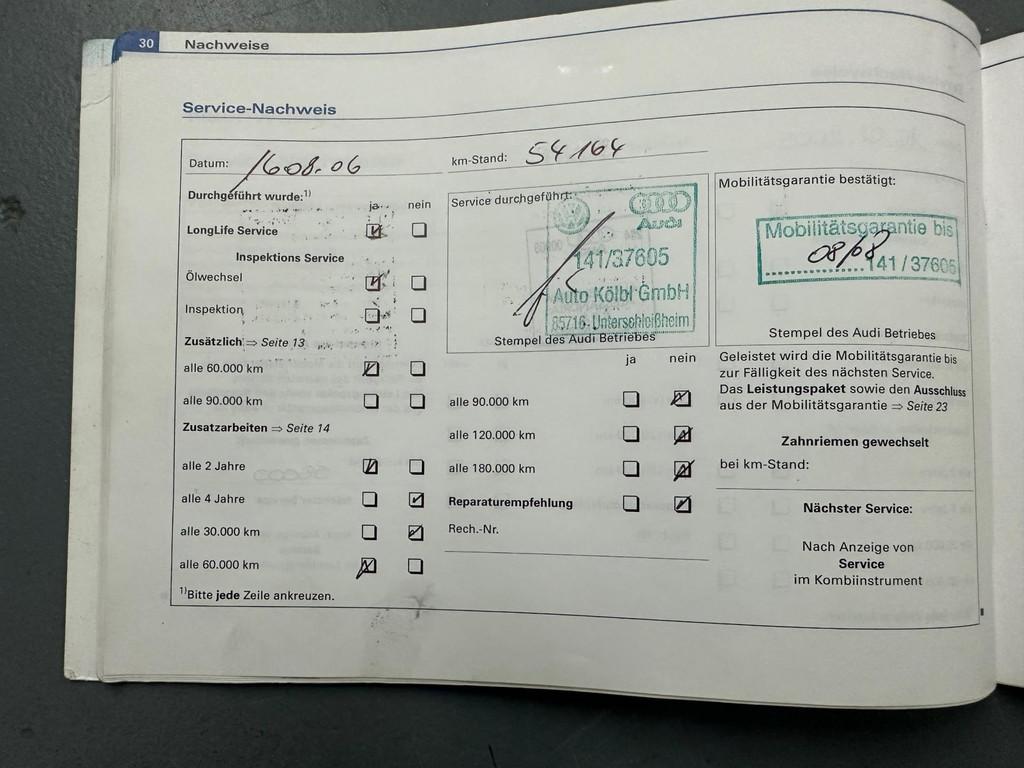 30 Nachweise
Service-Nachweis
Datum: 1608.06 km-Stand: 54164
Durchgeführt wurde:1)
ja nein
LongLife Service
Inspektions Service
Ölwechsel
Inspektion
Zusätzlich ⇒ Seite 13
alle 60.000 km
alle 90.000 km
Zusatzarbeiten ⇒ Seite 14
alle 2 Jahre
alle 4 Jahre
alle 30.000 km
alle 60.000 km
1)Bitte jede Zeile ankreuzen.
Service durchgeführt:
Audi
141/37605
Auto Kölbl GmbH
85716 Unterschleißheim
Stempel des Audi Betriebes
ja nein
alle 90.000 km
alle 120.000 km
alle 180.000 km
Reparaturempfehlung
Rech.-Nr.
Mobilitätsgarantie bestätigt:
Mobilitätsgarantie bis
08/08
141/37605
Stempel des Audi Betriebes
Geleistet wird die Mobilitätsgarantie bis
zur Fälligkeit des nächsten Service.
Das Leistungspaket sowie den Ausschluss
aus der Mobilitätsgarantie ⇒ Seite 23
Zahnriemen gewechselt
bei km-Stand:
Nächster Service:
Nach Anzeige von
Service
im Kombiinstrument